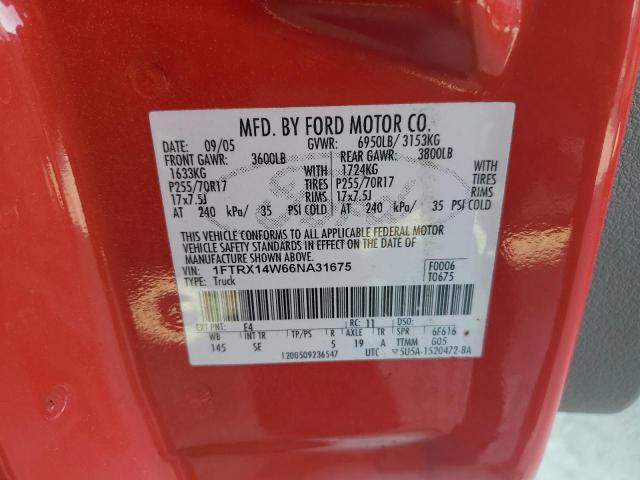 MFD. BY FORD MOTOR CO.
DATE: 09/05 GVWR: 6950LB/ 3153KG
FRONT GAWR: 3600LB REAR GAWR: 3800LB
1633KG WITH 1724KG WITH
P255/70R17 TIRES P255/70R17 TIRES
17x7.5J RIMS 17x7.5J RIMS
AT 240 kPa/ 35 PSI COLD AT 240 kPa/ 35 PSI COLD
THIS VEHICLE CONFORMS TO ALL APPLICABLE FEDERAL MOTOR
VEHICLE SAFETY STANDARDS IN EFFECT ON THE DATE OF
MANUFACTURE SHOWN ABOVE.
VIN: 1FTRX14W66NA31675 F0006
TYPE: Truck T0675
EXT PNT: E4 RC: 11 DSO:
WB INT TR TP/PS R AXLE TR SPR 6F616
145 SE 5 19 A TTMM G05
1200509236547 UTC 5U5A-1520472-BA